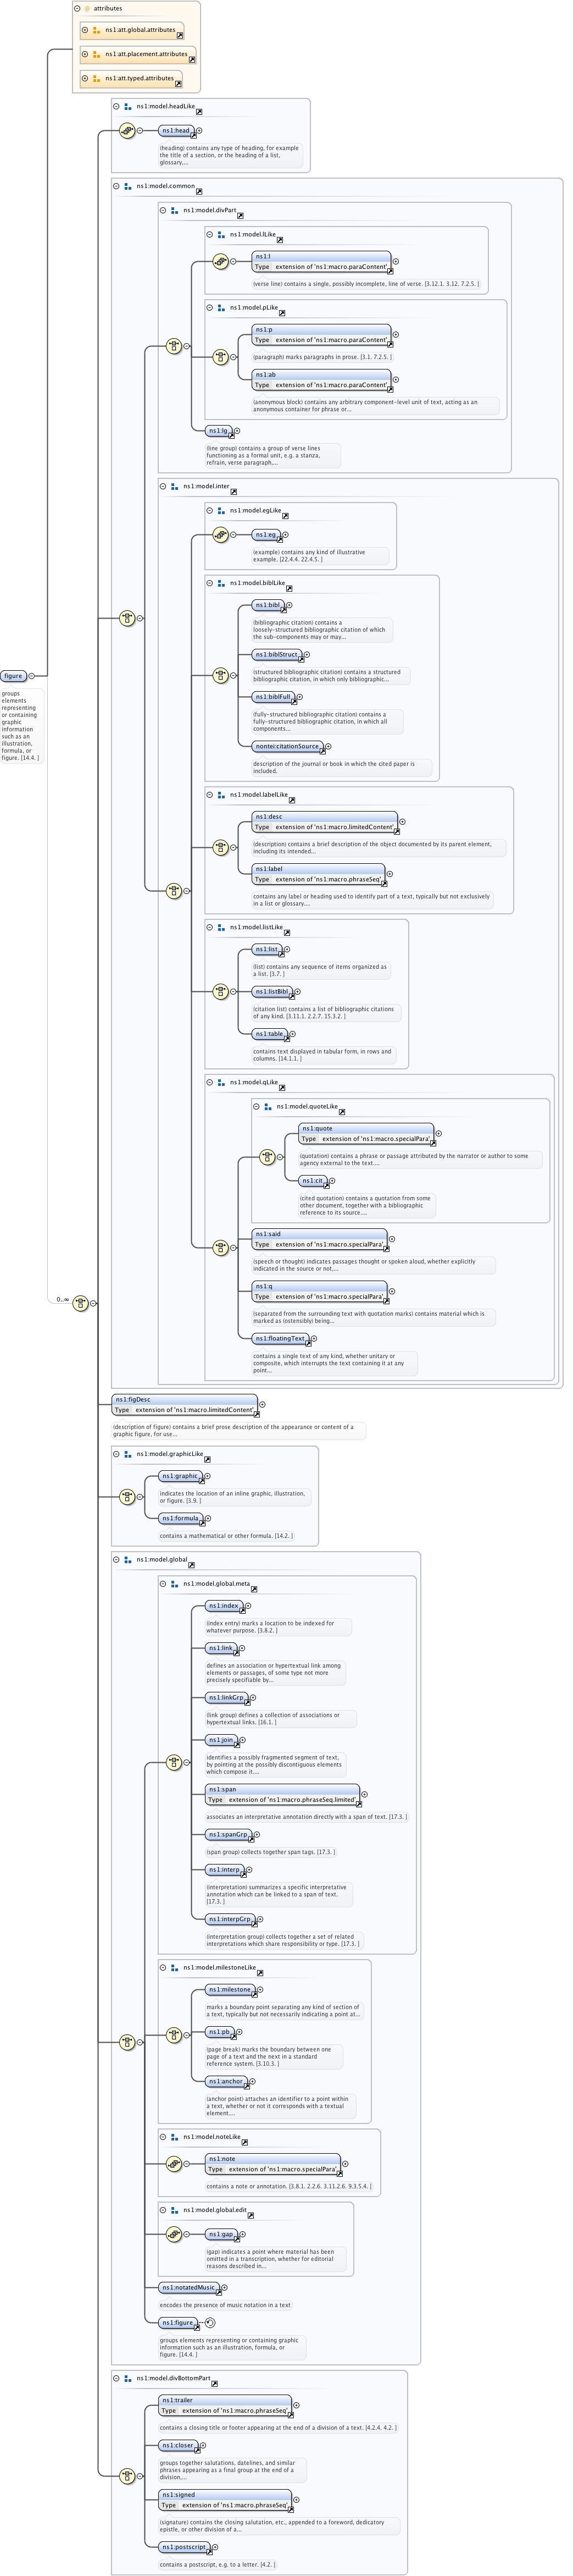 attributes
ns1:att.global.attributes
ns1:att.placement.attributes
ns1:att.typed.attributes
ns1:model.headLike
ns1:head
(heading) contains any type of heading, for example
the title of a section, or the heading of a list,
glossary,...
ns1:model.common
ns1:model.divPart
ns1:model.lLike
ns1:l
Type extension of 'ns1:macro.paraContent'
(verse line) contains a single, possibly incomplete, line of verse. [3.12.1. 3.12. 7.2.5. ]
ns1:model.pLike
ns1:p
Type extension of 'ns1:macro.paraContent'
(paragraph) marks paragraphs in prose. [3.1. 7.2.5. ]
ns1:ab
Type extension of 'ns1:macro.paraContent'
(anonymous block) contains any arbitrary component-level unit of text, acting as an
anonymous container for phrase or...
ns1:lg
(line group) contains a group of verse lines
functioning as a formal unit, e.g. a stanza,
refrain, verse paragraph,...
ns1:model.inter
ns1:model.egLike
ns1:eg
(example) contains any kind of illustrative
example. [22.4.4. 22.4.5. ]
ns1:model.biblLike
ns1:bibl
(bibliographic citation) contains a
loosely-structured bibliographic citation of which
the sub-components may or may...
ns1:biblStruct
(structured bibliographic citation) contains a structured
bibliographic citation, in which only bibliographic...
ns1:biblFull
(fully-structured bibliographic citation) contains a
fully-structured bibliographic citation, in which all
components...
nontei:citationSource
description of the journal or book in which the cited paper is
included.
figure
groups
elements
representing
or containing
graphic
information
such as an
illustration,
formula, or
figure. [14.4. ]
ns1:model.labelLike
ns1:desc
Type extension of 'ns1:macro.limitedContent'
(description) contains a brief description of the object documented by its parent element,
including its intended...
ns1:label
Type extension of 'ns1:macro.phraseSeq'
contains any label or heading used to identify part of a text, typically but not exclusively
in a list or glossary....
ns1:model.listLike
ns1:list
(list) contains any sequence of items organized as
a list. [3.7. ]
ns1:listBibl
(citation list) contains a list of bibliographic citations
of any kind. [3.11.1. 2.2.7. 15.3.2. ]
ns1:table
contains text displayed in tabular form, in rows and
columns. [14.1.1. ]
ns1:model.qLike
ns1:model.quoteLike
ns1:quote
Type extension of 'ns1:macro.specialPara'
(quotation) contains a phrase or passage attributed by the narrator or author to some
agency external to the text....
ns1:cit
(cited quotation) contains a quotation from some
other document, together with a bibliographic
reference to its source....
ns1:said
Type extension of 'ns1:macro.specialPara'
(speech or thought) indicates passages thought or spoken aloud, whether explicitly
indicated in the source or not,...
ns1:q
Type extension of 'ns1:macro.specialPara'
0..∞
(separated from the surrounding text with quotation marks) contains material which is
marked as (ostensibly) being...
ns1:floatingText
contains a single text of any kind, whether unitary or
composite, which interrupts the text containing it at any
point...
ns1:figDesc
Type extension of 'ns1:macro.limitedContent'
(description of figure) contains a brief prose description of the appearance or content of a
graphic figure, for use...
ns1:model.graphicLike
ns1:graphic
indicates the location of an inline graphic, illustration,
or figure. [3.9. ]
ns1:formula
contains a mathematical or other formula. [14.2. ]
ns1:model.global
ns1:model.global.meta
ns1:index
(index entry) marks a location to be indexed for
whatever purpose. [3.8.2. ]
ns1:link
defines an association or hypertextual link among
elements or passages, of some type not more
precisely specifiable by...
ns1:linkGrp
(link group) defines a collection of associations or
hypertextual links. [16.1. ]
ns1:join
identifies a possibly fragmented segment of text,
by pointing at the possibly discontiguous elements
which compose it....
ns1:span
Type extension of 'ns1:macro.phraseSeq.limited'
associates an interpretative annotation directly with a span of text. [17.3. ]
ns1:spanGrp
(span group) collects together span tags. [17.3. ]
ns1:interp
(interpretation) summarizes a specific interpretative
annotation which can be linked to a span of text.
[17.3. ]
ns1:interpGrp
(interpretation group) collects together a set of related
interpretations which share responsibility or type. [17.3. ]
ns1:model.milestoneLike
ns1:milestone
marks a boundary point separating any kind of section of
a text, typically but not necessarily indicating a point at...
ns1:pb
(page break) marks the boundary between one
page of a text and the next in a standard
reference system. [3.10.3. ]
ns1:anchor
(anchor point) attaches an identifier to a point within
a text, whether or not it corresponds with a textual
element....
ns1:model.noteLike
ns1:note
Type extension of 'ns1:macro.specialPara'
contains a note or annotation. [3.8.1. 2.2.6. 3.11.2.6. 9.3.5.4. ]
ns1:model.global.edit
ns1:gap
(gap) indicates a point where material has been
omitted in a transcription, whether for editorial
reasons described in...
ns1:notatedMusic
encodes the presence of music notation in a text
ns1:figure
groups elements representing or containing graphic
information such as an illustration, formula, or
figure. [14.4. ]
ns1:model.divBottomPart
ns1:trailer
Type extension of 'ns1:macro.phraseSeq'
contains a closing title or footer appearing at the end of a division of a text. [4.2.4. 4.2. ]
ns1:closer
groups together salutations, datelines, and similar
phrases appearing as a final group at the end of a
division,...
ns1:signed
Type extension of 'ns1:macro.phraseSeq'
(signature) contains the closing salutation, etc., appended to a foreword, dedicatory
epistle, or other division of a...
ns1:postscript
contains a postscript, e.g. to a letter. [4.2. ]